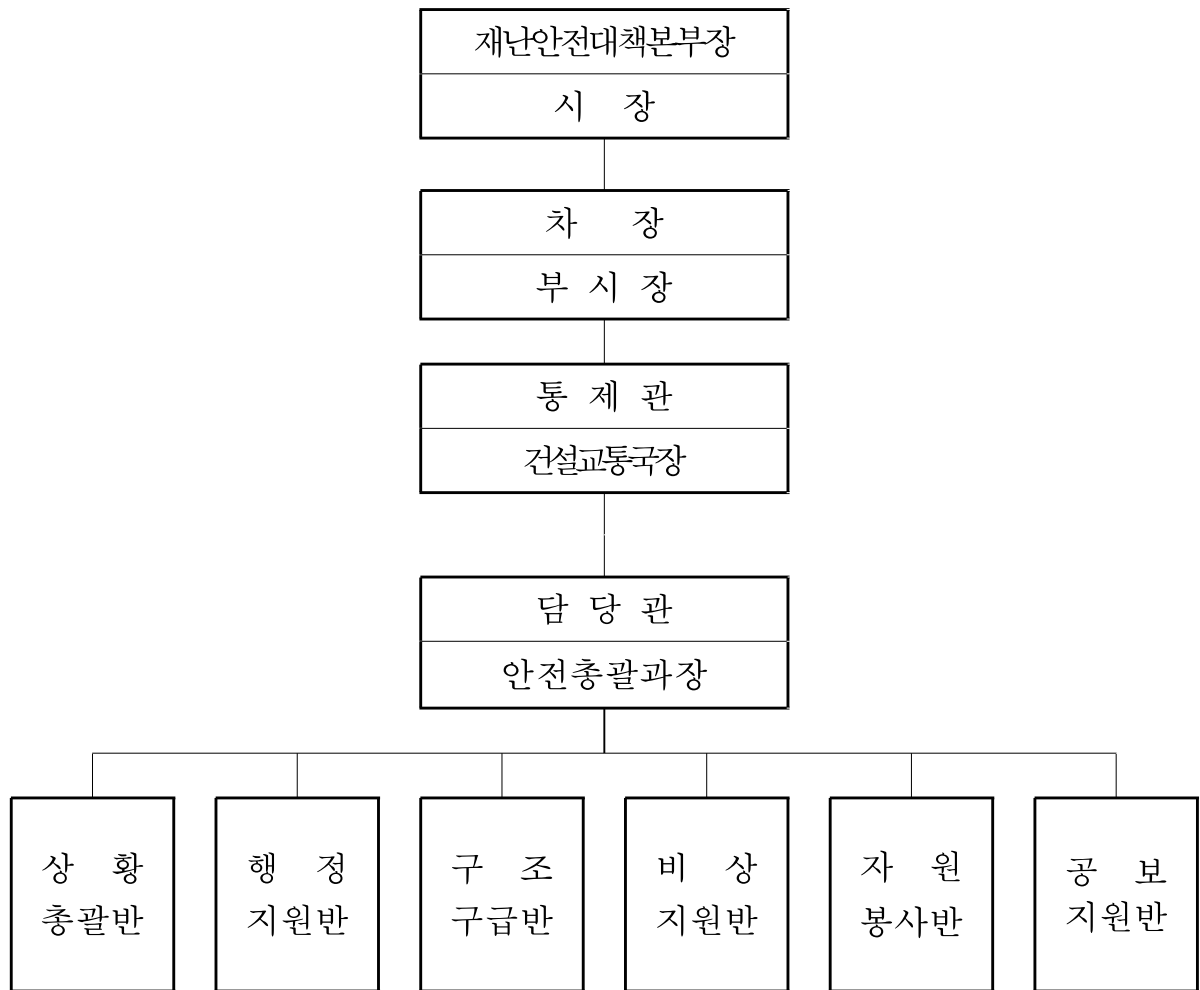 재난안전대책본부장
시 장
차 장
부 시 장
통 제 관
건설교통국장
담 당 관
안전총괄과장
상 황
총괄반
행 정
지원반
구 조
구급반
비 상
지원반
자 원
봉사반
공 보
지원반